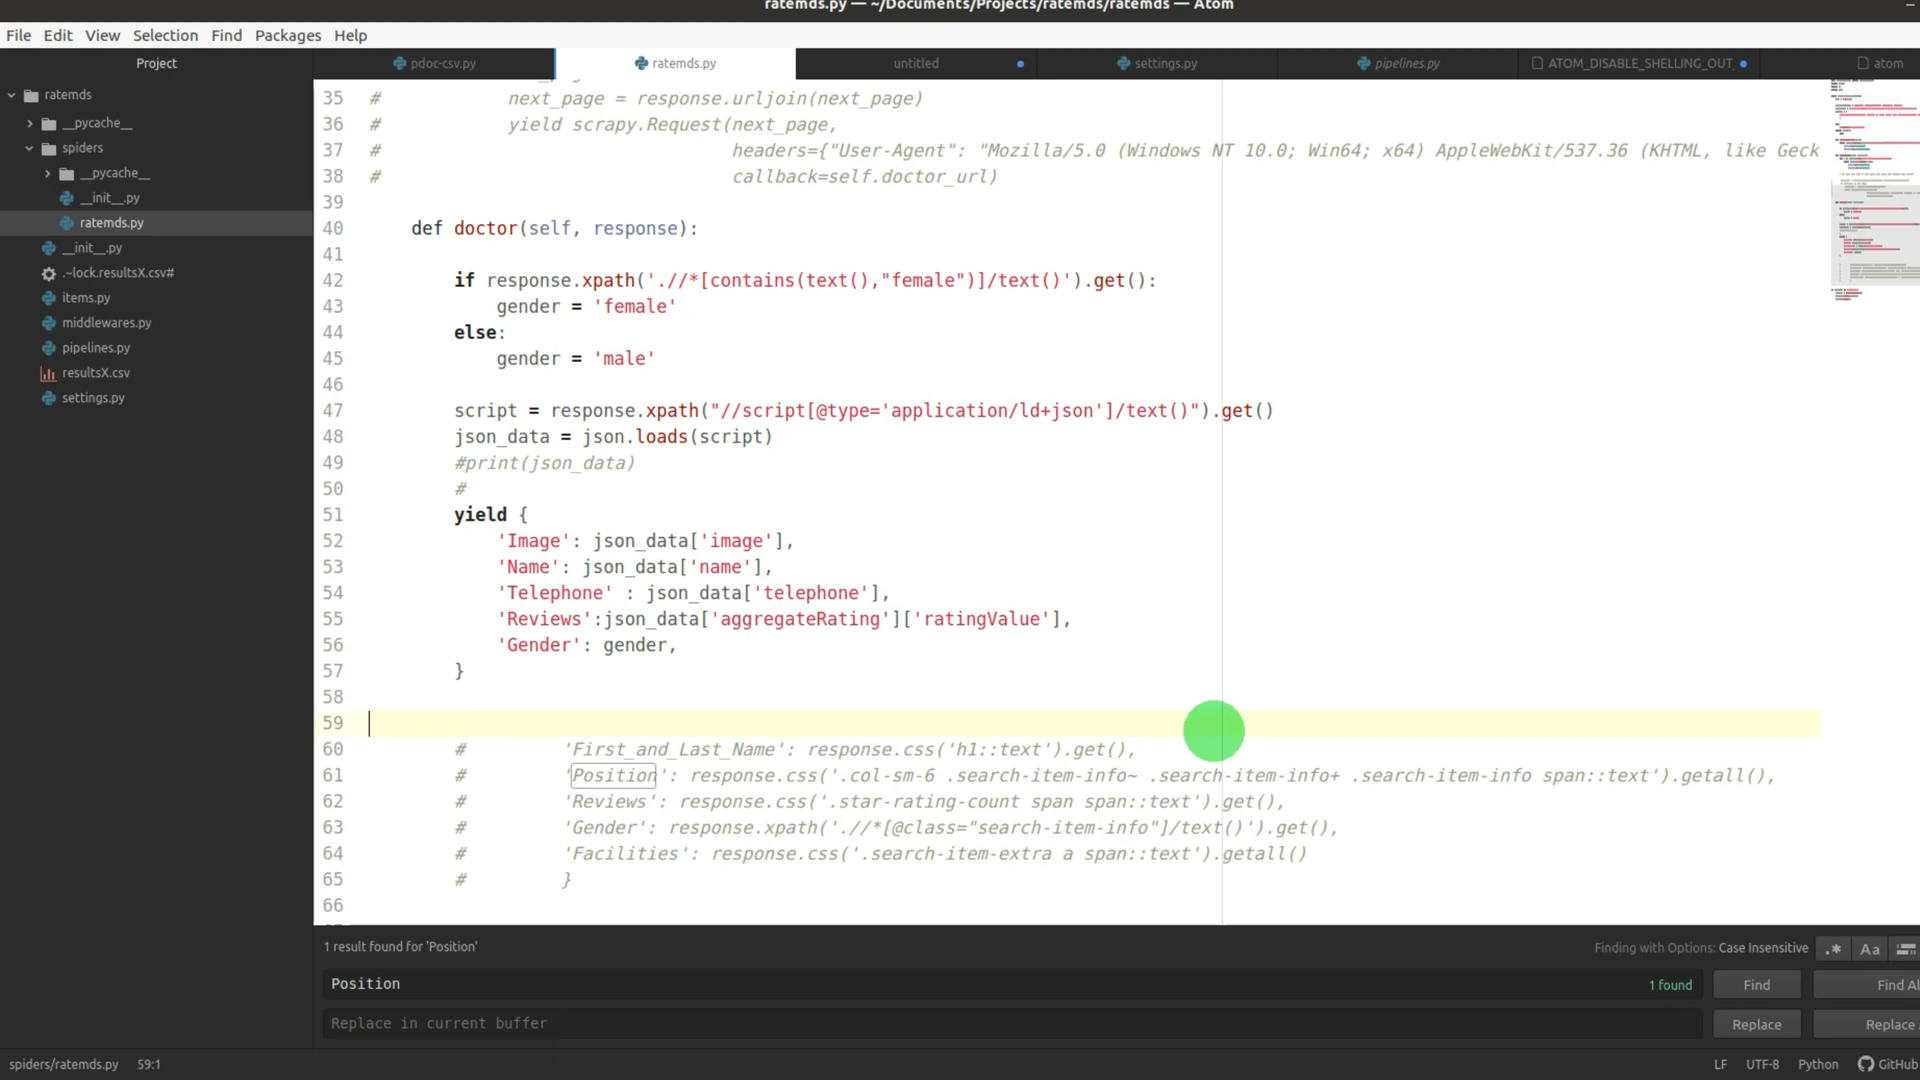 ratemds.py — ~/Documents/Projects/ratemds/ratemds — Atom
File Edit View Selection Find Packages Help
Project
pdoc-csv.py ratemds.py untitled settings.py pipelines.py ATOM_DISABLE_SHELLING_OUT_ atom
ratemds
__pycache__
spiders
__pycache__
__init__.py
ratemds.py
__init__.py
.~lock.resultsX.csv#
items.py
middlewares.py
pipelines.py
resultsX.csv
settings.py
35 # next_page = response.urljoin(next_page)
36 # yield scrapy.Request(next_page,
37 # headers={"User-Agent": "Mozilla/5.0 (Windows NT 10.0; Win64; x64) AppleWebKit/537.36 (KHTML, like Geck
38 # callback=self.doctor_url)
39
40 def doctor(self, response):
41
42 if response.xpath('.//*[contains(text(),"female")]/text()').get():
43 gender = 'female'
44 else:
45 gender = 'male'
46
47 script = response.xpath("//script[@type='application/ld+json']/text()").get()
48 json_data = json.loads(script)
49 #print(json_data)
50 #
51 yield {
52 'Image': json_data['image'],
53 'Name': json_data['name'],
54 'Telephone' : json_data['telephone'],
55 'Reviews':json_data['aggregateRating']['ratingValue'],
56 'Gender': gender,
57 }
58
59
60 # 'First_and_Last_Name': response.css('h1::text').get(),
61 # 'Position': response.css('.col-sm-6 .search-item-info~ .search-item-info+ .search-item-info span::text').getall(),
62 # 'Reviews': response.css('.star-rating-count span span::text').get(),
63 # 'Gender': response.xpath('.//*[@class="search-item-info"]/text()').get(),
64 # 'Facilities': response.css('.search-item-extra a span::text').getall()
65 # }
66
1 result found for 'Position'
Finding with Options: Case Insensitive .* Aa
Position 1 found Find Find Al
Replace in current buffer Replace Replace
spiders/ratemds.py 59:1 LF UTF-8 Python GitHub